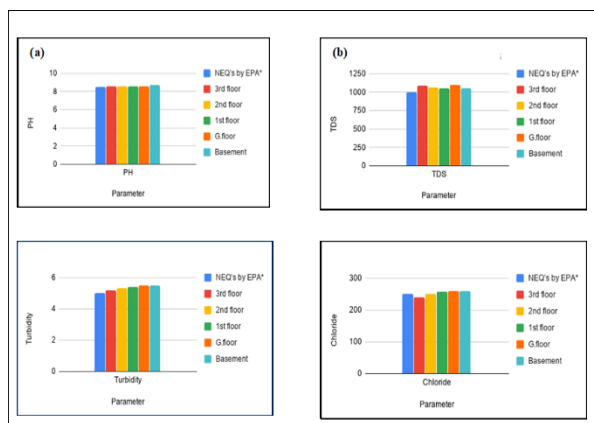 (a)
10
8
6
4
2
0
PH
PH
Parameter
NEQ's by EPA*
3rd floor
2nd floor
1st floor
G.floor
Basement
(b)
1250
1000
750
500
250
0
TDS
TDS
Parameter
NEQ's by EPA*
3rd floor
2nd floor
1st floor
G.floor
Basement
6
4
2
0
Turbidity
Turbidity
Parameter
NEQ's by EPA*
3rd floor
2nd floor
1st floor
G.floor
Basement
300
200
100
0
Chloride
Chloride
Parameter
NEQ's by EPA*
3rd floor
2nd floor
1st floor
G.floor
Basement